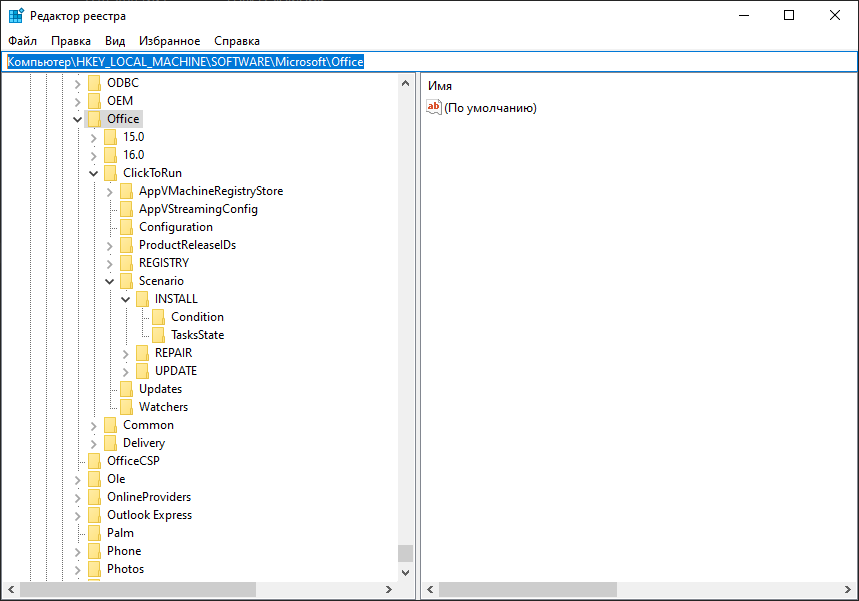 Редактор реестра
Файл Правка Вид Избранное Справка
Компьютер\HKEY_LOCAL_MACHINE\SOFTWARE\Microsoft\Office
ODBC
OEM
Office
15.0
16.0
ClickToRun
AppVMachineRegistryStore
AppVStreamingConfig
Configuration
ProductReleaseIDs
REGISTRY
Scenario
INSTALL
Condition
TasksState
REPAIR
UPDATE
Updates
Watchers
Common
Delivery
OfficeCSP
Ole
OnlineProviders
Outlook Express
Palm
Phone
Photos
Имя
ab (По умолчанию)